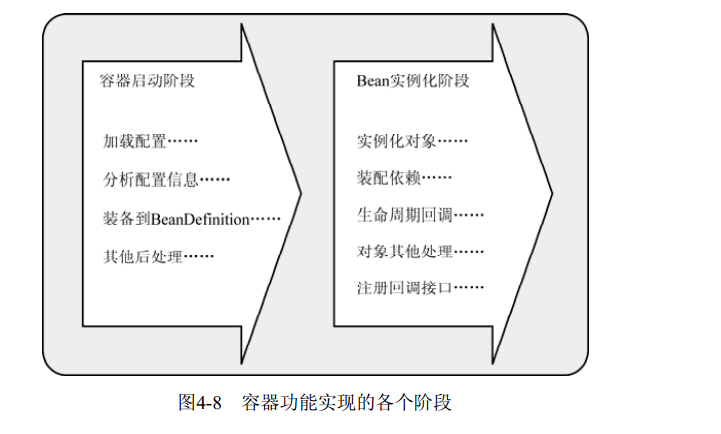 容器启动阶段
加载配置……
分析配置信息……
装备到BeanDefinition……
其他后处理……
Bean实例化阶段
实例化对象……
装配依赖……
生命周期回调……
对象其他处理……
注册回调接口……
图4-8 容器功能实现的各个阶段